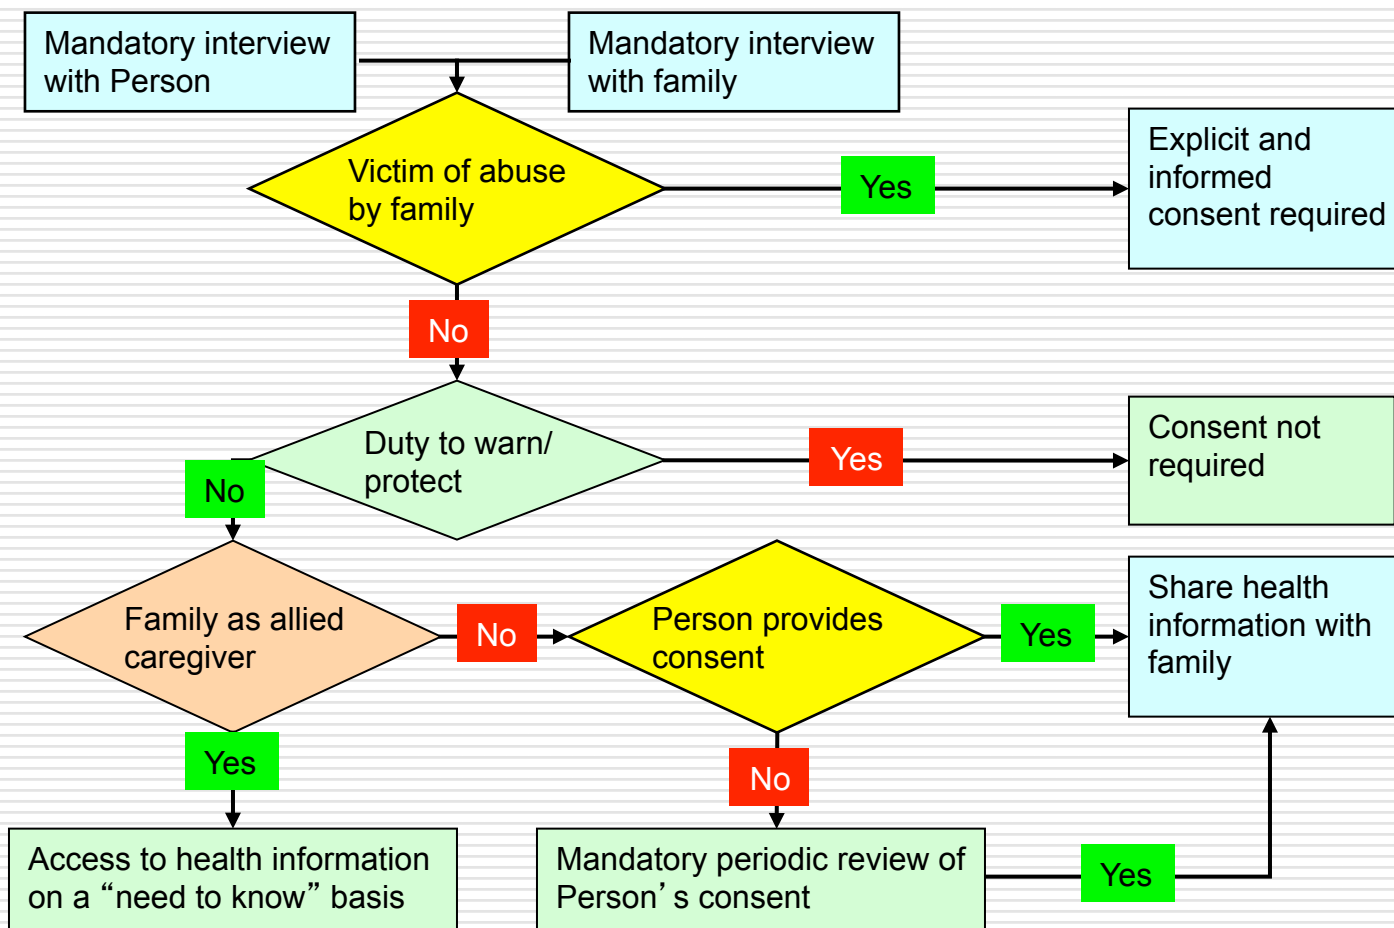 Mandatory interview
with Person
Mandatory interview
with family
Victim of abuse
by family
Yes
Explicit and
informed
consent required
No
Duty to warn/
protect
Yes
Consent not
required
No
Family as allied
caregiver
No
Person provides
consent
Yes
Share health
information with
family
Yes
No
Access to health information
on a “need to know” basis
Mandatory periodic review of
Person’s consent
Yes